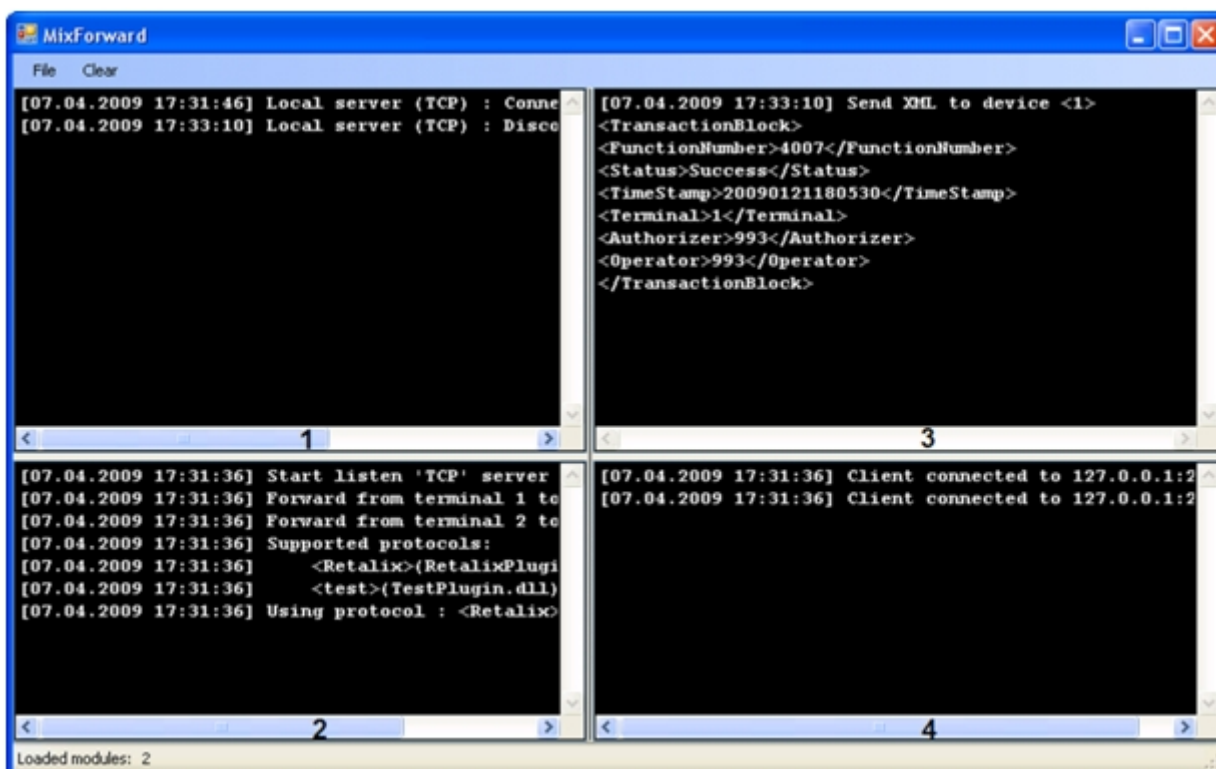 MixForward
File Clear
[07.04.2009 17:31:46] Local server (TCP) : Conne
[07.04.2009 17:33:10] Local server (TCP) : Disco
1
[07.04.2009 17:33:10] Send XML to device <1>
<TransactionBlock>
<FunctionNumber>4007</FunctionNumber>
<Status>Success</Status>
<TimeStamp>20090121180530</TimeStamp>
<Terminal>1</Terminal>
<Authorizer>993</Authorizer>
<Operator>993</Operator>
</TransactionBlock>
3
[07.04.2009 17:31:36] Start listen 'TCP' server
[07.04.2009 17:31:36] Forward from terminal 1 to
[07.04.2009 17:31:36] Forward from terminal 2 to
[07.04.2009 17:31:36] Supported protocols:
[07.04.2009 17:31:36] <Retalix>(RetalixPlugi
[07.04.2009 17:31:36] <test>(TestPlugin.dll)
[07.04.2009 17:31:36] Using protocol : <Retalix>
2
[07.04.2009 17:31:36] Client connected to 127.0.0.1:2
[07.04.2009 17:31:36] Client connected to 127.0.0.1:2
4
Loaded modules: 2